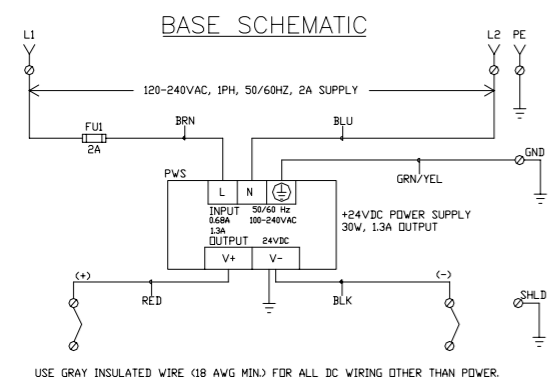 BASE SCHEMATIC
L1
L2 PE
120-240VAC, 1PH, 50/60HZ, 2A SUPPLY
FU1
2A
BRN
BLU
GND
GRN/YEL
PWS
L N
INPUT 50/60 Hz
0.68A 100-240VAC
1.3A
OUTPUT 24VDC
V+ V-
+24VDC POWER SUPPLY
30W, 1.3A OUTPUT
(+)
(-)
RED
BLK
SHLD
USE GRAY INSULATED WIRE (18 AWG MIN.) FOR ALL DC WIRING OTHER THAN POWER.